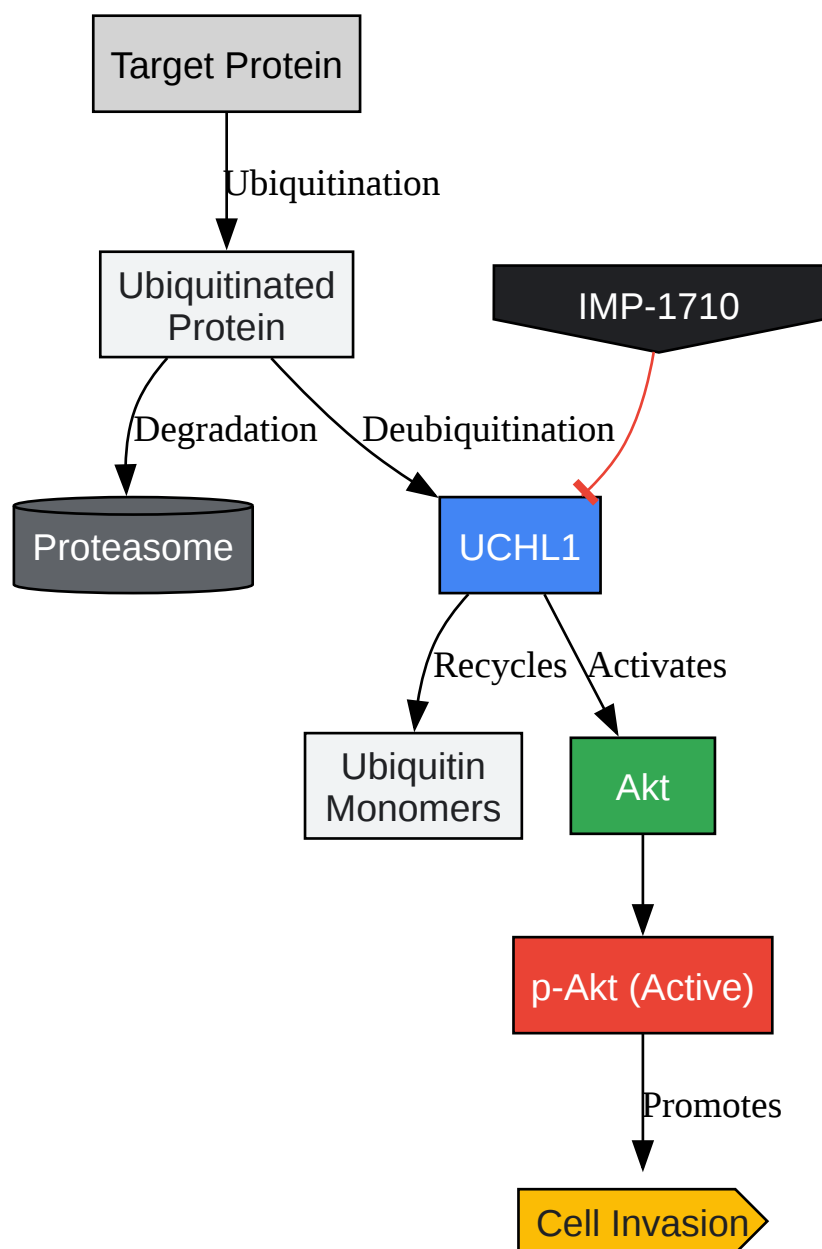 Target Protein
Ubiquitination
Ubiquitinated
Protein
IMP-1710
Degradation
Deubiquitination
Proteasome
UCHL1
Recycles
Activates
Ubiquitin
Monomers
Akt
p-Akt (Active)
Promotes
Cell Invasion